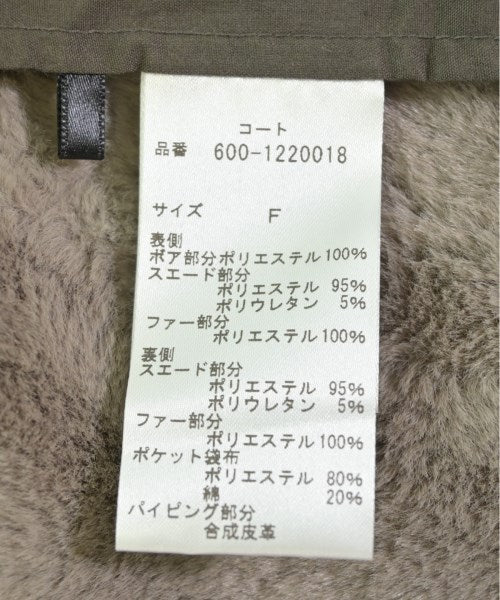 コート
品番 600-1220018
サイズ F
表側
ボア部分ポリエステル100%
スエード部分
ポリエステル 95%
ポリウレタン 5%
ファー部分
ポリエステル100%
裏側
スエード部分
ポリエステル 95%
ポリウレタン 5%
ファー部分
ポリエステル100%
ポケット袋布
ポリエステル 80%
綿 20%
パイピング部分
合成皮革